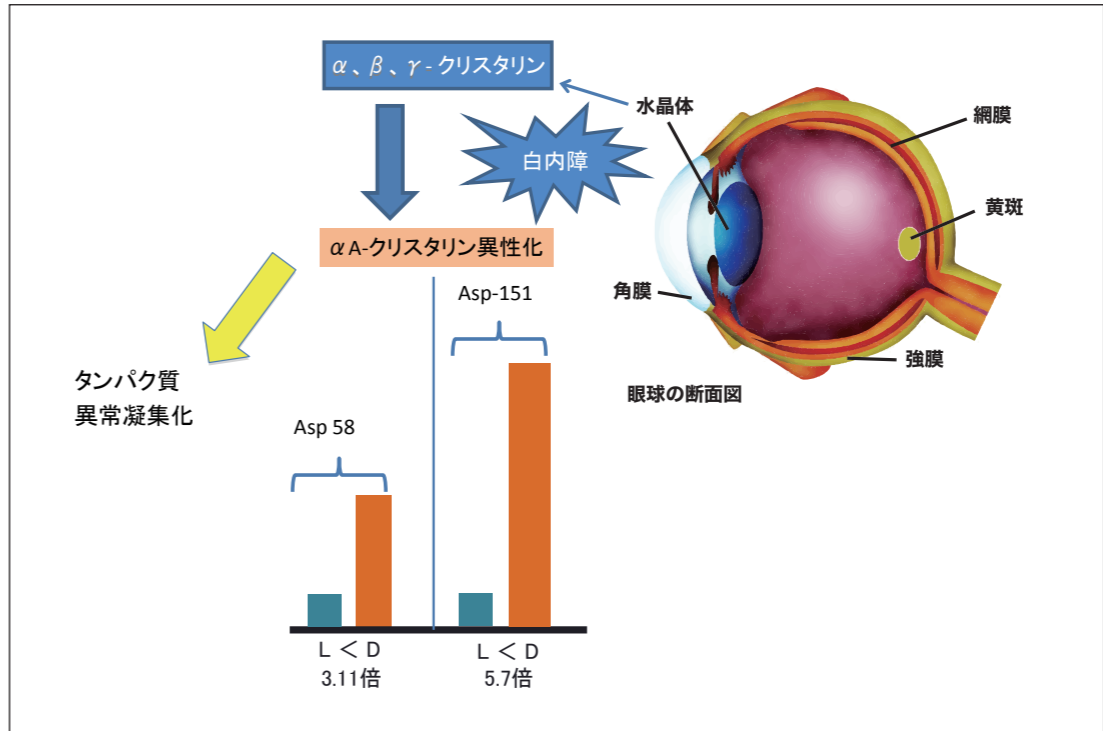 α、β、γ-クリスタリン
水晶体
網膜
白内障
黄斑
αA-クリスタリン異性化
角膜
Asp-151
強膜
眼球の断面図
タンパク質
異常凝集化
Asp 58
L < D
3.11倍
L < D
5.7倍